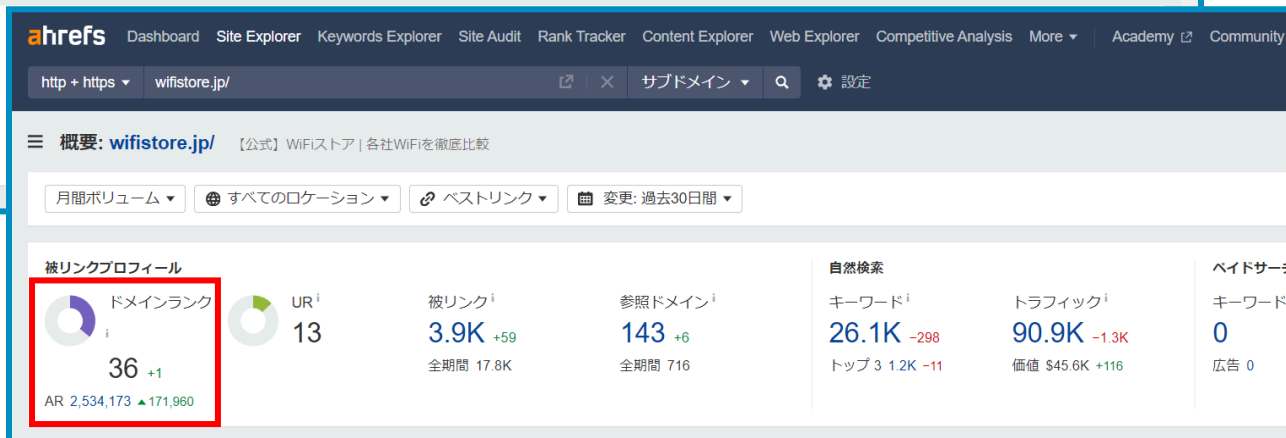 ahrefs Dashboard Site Explorer Keywords Explorer Site Audit Rank Tracker Content Explorer Web Explorer Competitive Analysis More Academy Community
http + https wifistore.jp/ サブドメイン 設定
概要: wifistore.jp/ 【公式】WiFiストア | 各社WiFiを徹底比較
月間ボリューム すべてのロケーション ベストリンク 変更: 過去30日間
被リンクプロフィール 自然検索 ペイドサーチ
ドメインランク i UR i 被リンク i 参照ドメイン i キーワード i トラフィック i キーワード
36 +1 13 3.9K +59 143 +6 26.1K −298 90.9K −1.3K 0
全期間 17.8K 全期間 716 トップ 3 1.2K −11 価値 $45.6K +116 広告 0
AR 2,534,173 ▲171,960